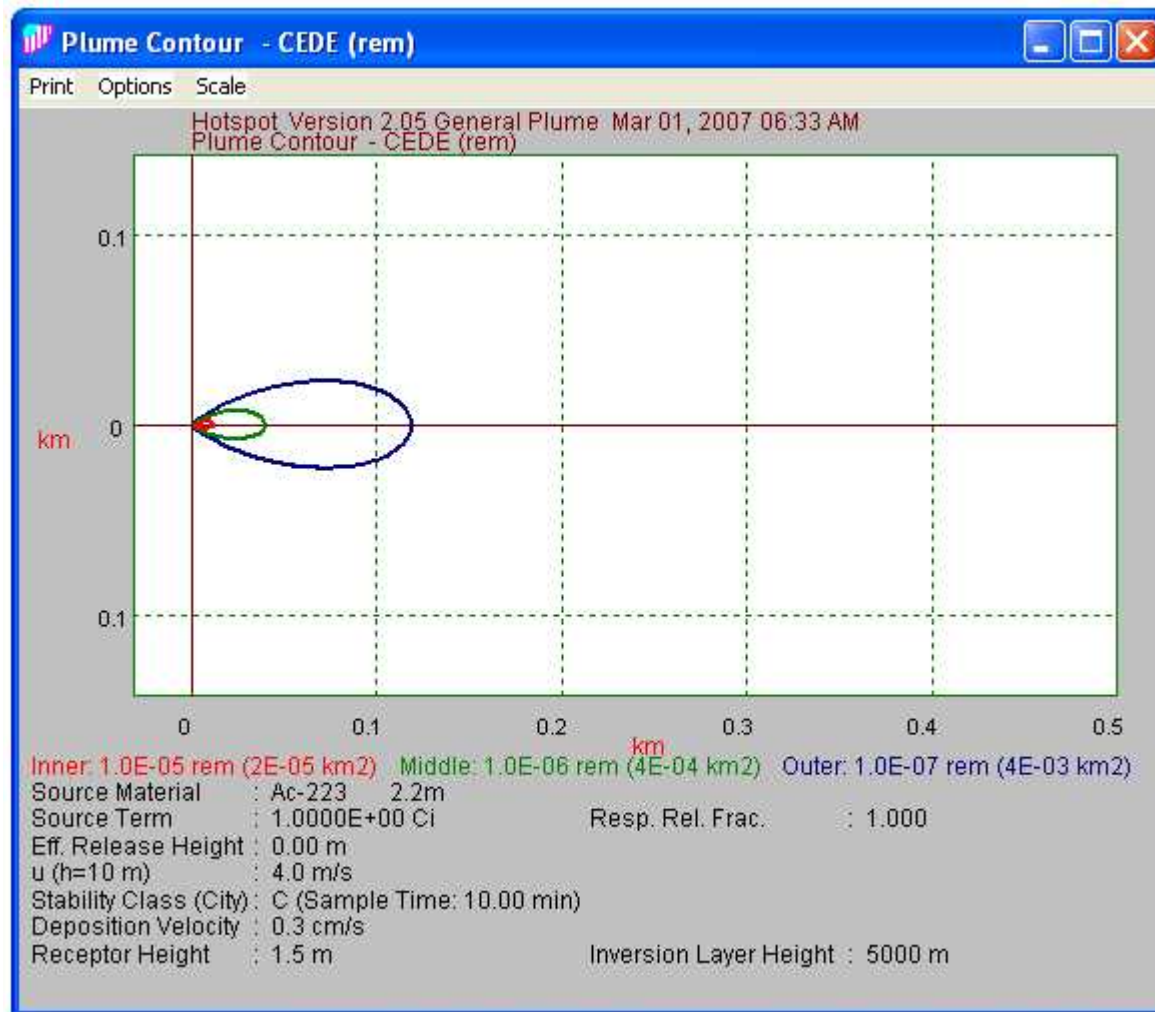 Plume Contour - CEDE (rem)
Print Options Scale
Hotspot Version 2.05 General Plume Mar 01, 2007 06:33 AM
Plume Contour - CEDE (rem)
0.1
km 0
0.1
0 0.1 0.2 0.3 0.4 0.5
km
Inner: 1.0E-05 rem (2E-05 km2) Middle: 1.0E-06 rem (4E-04 km2) Outer: 1.0E-07 rem (4E-03 km2)
Source Material : Ac-223 2.2m
Source Term : 1.0000E+00 Ci Resp. Rel. Frac. : 1.000
Eff. Release Height : 0.00 m
u (h=10 m) : 4.0 m/s
Stability Class (City) : C (Sample Time: 10.00 min)
Deposition Velocity : 0.3 cm/s
Receptor Height : 1.5 m Inversion Layer Height : 5000 m